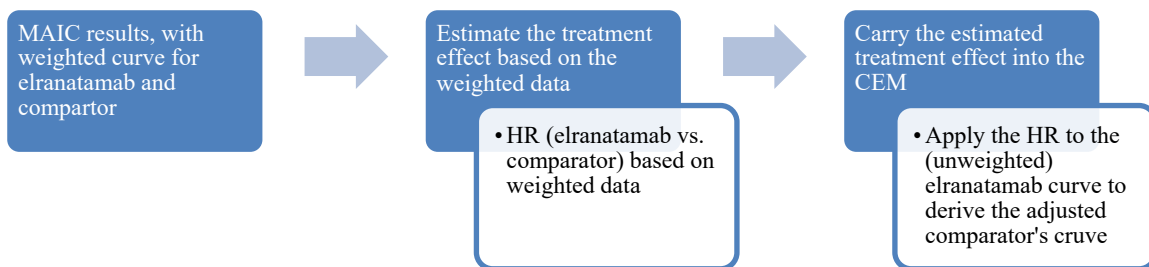 MAIC results, with
weighted curve for
elranatamab and
compartor
Estimate the treatment
effect based on the
weighted data
• HR (elranatamab vs.
comparator) based on
weighted data
Carry the estimated
treatment effect into the
CEM
• Apply the HR to the
(unweighted)
elranatamab curve to
derive the adjusted
comparator's cruve